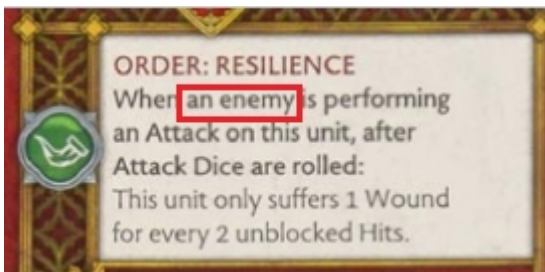 ORDER: RESILIENCE
When an enemy is performing
an Attack on this unit, after
Attack Dice are rolled:
This unit only suffers 1 Wound
for every 2 unblocked Hits.